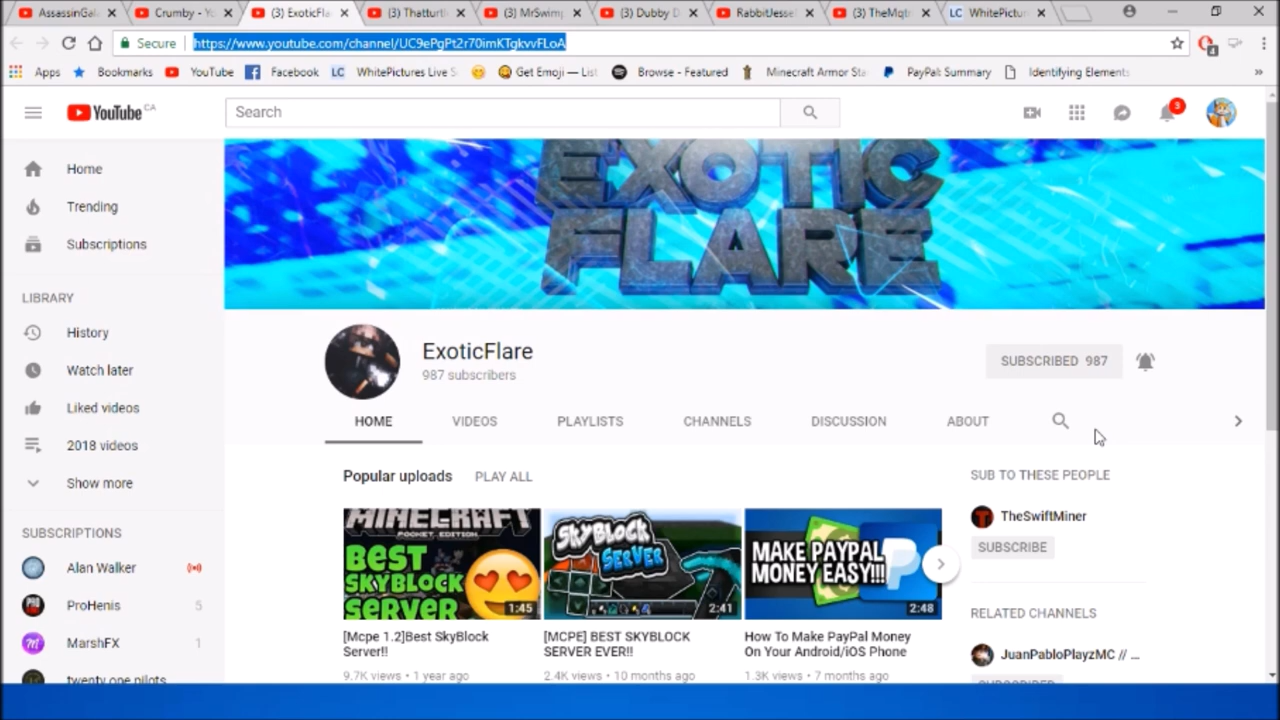 AssassinGal
Crumby - Yo
(3) ExoticFla
(3) Thatturtl
(3) MrSwimp
(3) Dubby D
RabbitJesse
(3) TheMqtr
LC WhitePictur
Secure
https://www.youtube.com/channel/UC9ePgPt2r70imKTgkvvFLoA
4
Apps
Bookmarks
YouTube
Facebook
LC WhitePictures Live S
Get Emoji — List
Browse - Featured
Minecraft Armor Sta
PayPal: Summary
Identifying Elements
»
YouTube CA
Search
3
Home
Trending
Subscriptions
LIBRARY
History
Watch later
Liked videos
2018 videos
Show more
SUBSCRIPTIONS
Alan Walker
ProHenis 5
MarshFX 1
twenty one pilots
EXOTIC
FLARE
ExoticFlare
987 subscribers
SUBSCRIBED 987
HOME
VIDEOS
PLAYLISTS
CHANNELS
DISCUSSION
ABOUT
Popular uploads
PLAY ALL
MINECRAFT
POCKET EDITION
BEST
SKYBLOCK
SERVER
1:45
[Mcpe 1.2]Best SkyBlock
Server!!
9.7K views • 1 year ago
SKYBLOCK
SERVER
2:41
[MCPE] BEST SKYBLOCK
SERVER EVER!!
2.4K views • 10 months ago
MAKE PAYPAL
MONEY EASY!!!
2:48
How To Make PayPal Money
On Your Android/iOS Phone
1.3K views • 7 months ago
SUB TO THESE PEOPLE
TheSwiftMiner
SUBSCRIBE
RELATED CHANNELS
JuanPabloPlayzMC // ...
SUBSCRIBED